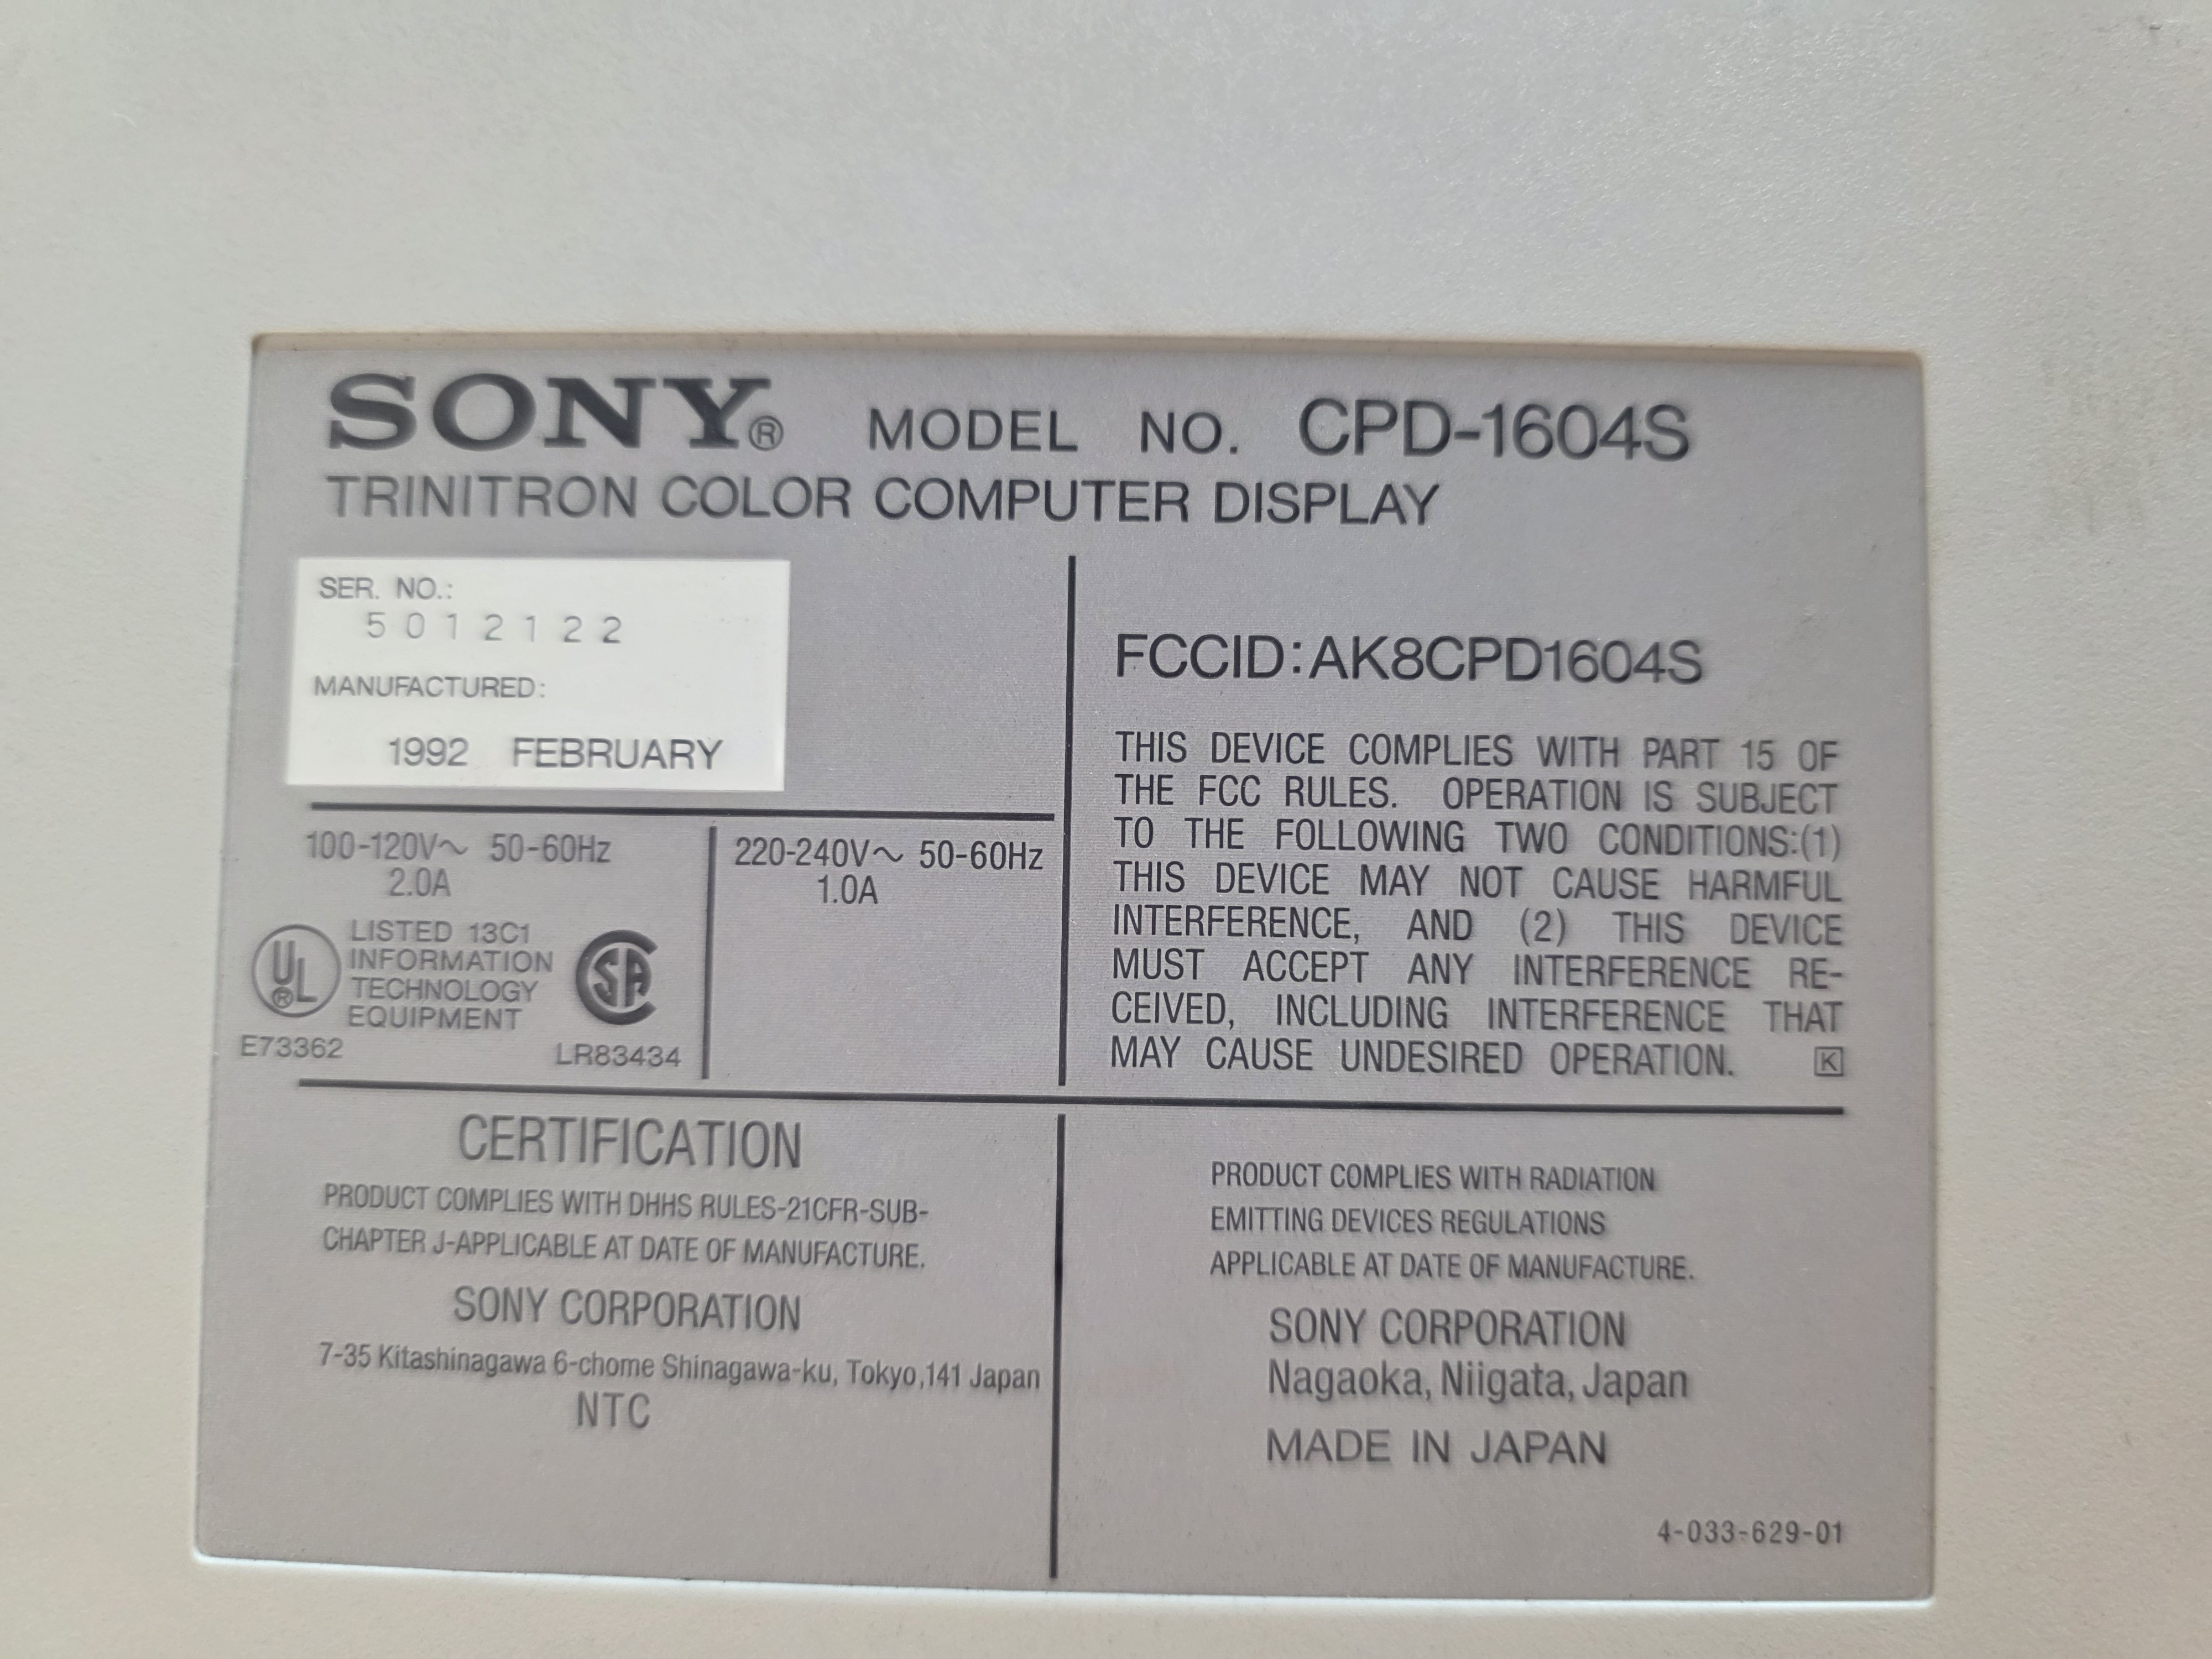 SONY® MODEL NO. CPD-1604S
TRINITRON COLOR COMPUTER DISPLAY
SER. NO.:
5012122
MANUFACTURED:
1992 FEBRUARY
100-120V~ 50-60Hz
2.0A
220-240V~ 50-60Hz
1.0A
UL®
LISTED 13C1
INFORMATION
TECHNOLOGY
EQUIPMENT
E73362
CSA
LR83434
FCCID:AK8CPD1604S
THIS DEVICE COMPLIES WITH PART 15 OF
THE FCC RULES. OPERATION IS SUBJECT
TO THE FOLLOWING TWO CONDITIONS:(1)
THIS DEVICE MAY NOT CAUSE HARMFUL
INTERFERENCE, AND (2) THIS DEVICE
MUST ACCEPT ANY INTERFERENCE RE-
CEIVED, INCLUDING INTERFERENCE THAT
MAY CAUSE UNDESIRED OPERATION. K
CERTIFICATION
PRODUCT COMPLIES WITH DHHS RULES-21CFR-SUB-
CHAPTER J-APPLICABLE AT DATE OF MANUFACTURE.
SONY CORPORATION
7-35 Kitashinagawa 6-chome Shinagawa-ku, Tokyo,141 Japan
NTC
PRODUCT COMPLIES WITH RADIATION
EMITTING DEVICES REGULATIONS
APPLICABLE AT DATE OF MANUFACTURE.
SONY CORPORATION
Nagaoka, Niigata, Japan
MADE IN JAPAN
4-033-629-01